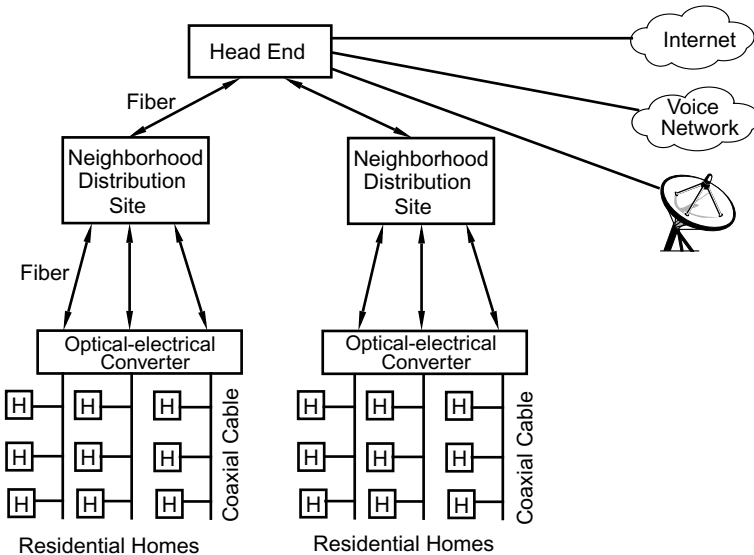 Head End
Internet
Voice
Network
Fiber
Neighborhood
Distribution
Site
Neighborhood
Distribution
Site
Fiber
Optical-electrical
Converter
Optical-electrical
Converter
H H H
H H H
H H H
Coaxial Cable
H H H
H H H
H H H
Coaxial Cable
Residential Homes
Residential Homes